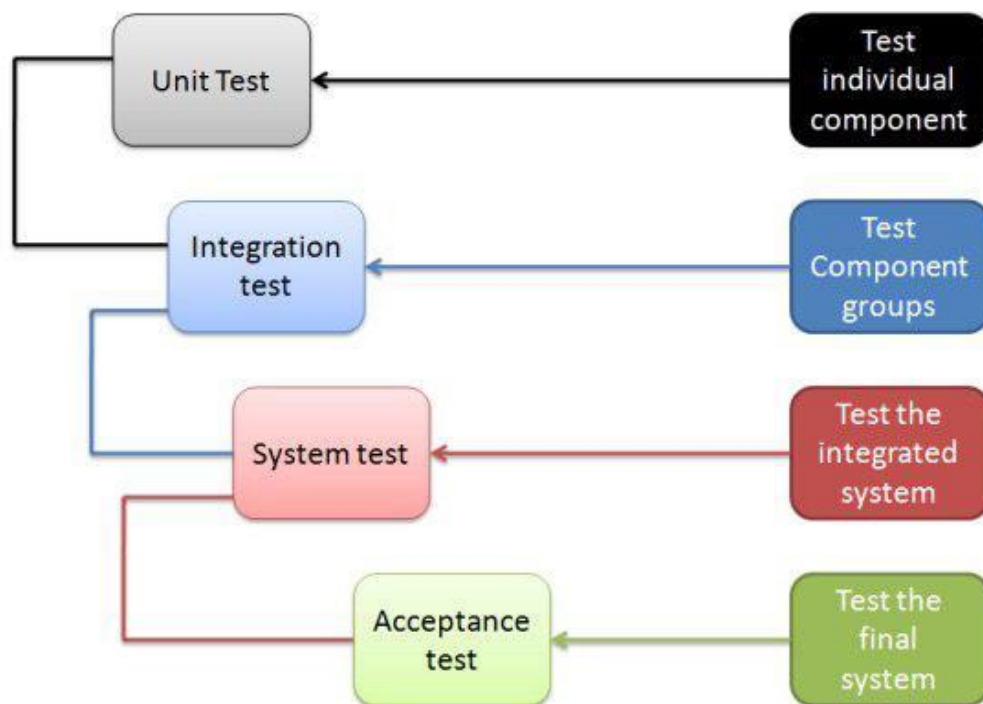 Unit Test
Test
individual
component
Integration
test
Test
Component
groups
System test
Test the
integrated
system
Acceptance
test
Test the
final
system